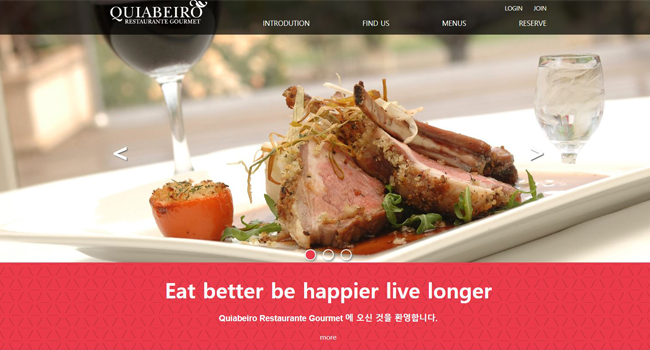 QUIABEIRO
RESTAURANTE GOURMET
LOGIN JOIN
INTRODUTION FIND US MENUS RESERVE
< >
Eat better be happier live longer
Quiabeiro Restaurante Gourmet 에 오신 것을 환영합니다.
more